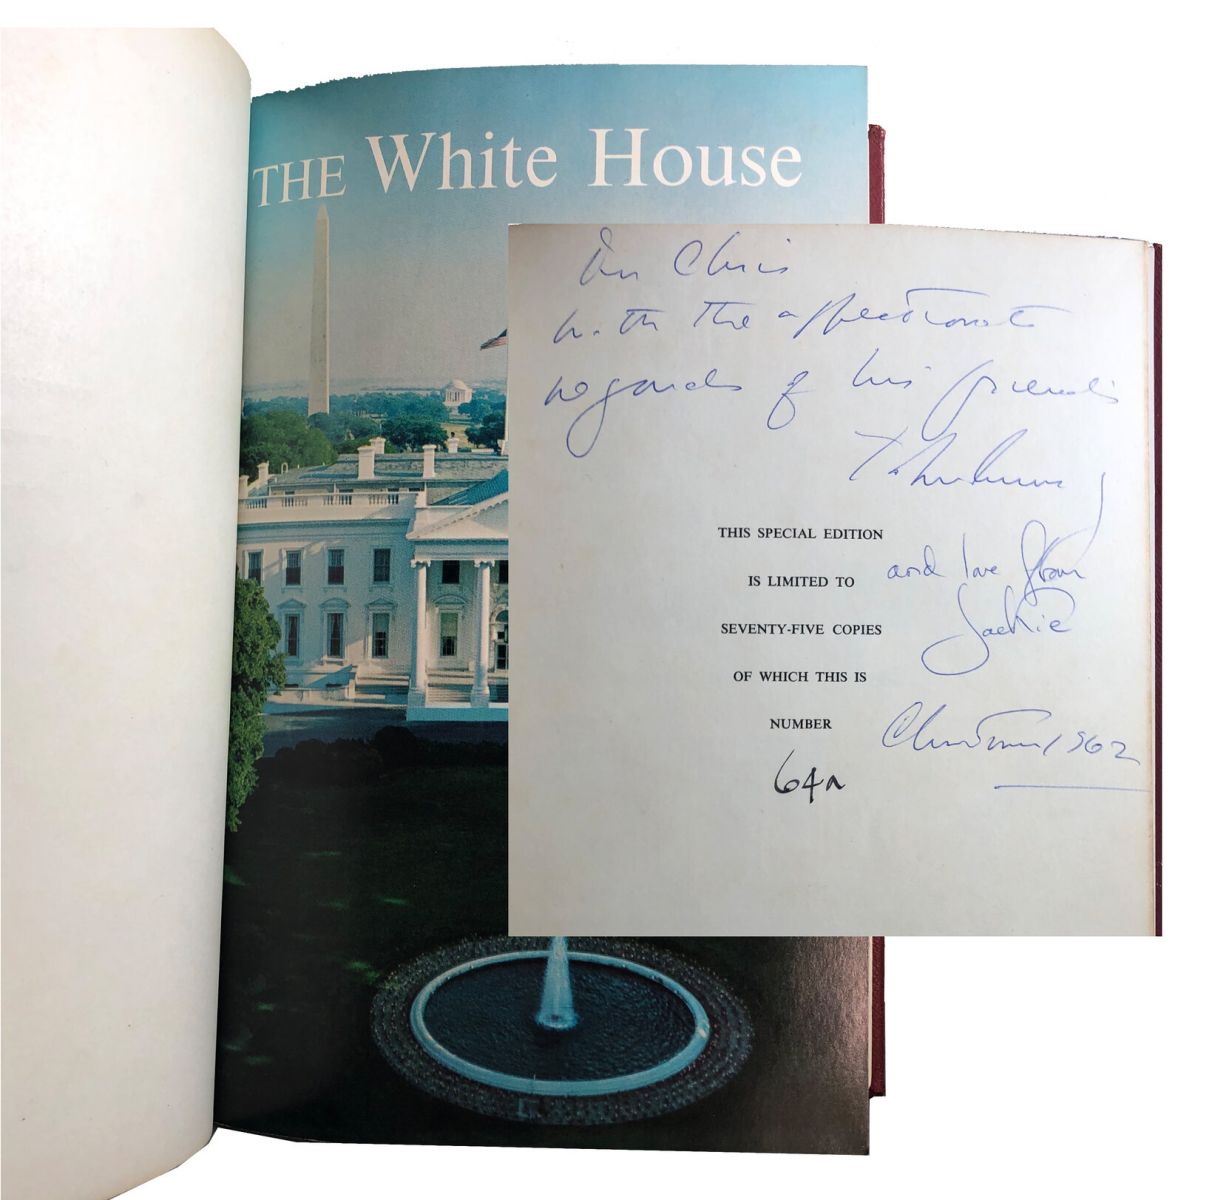 THE White House
Chris
with the affectionate
regards of his friend
THIS SPECIAL EDITION
IS LIMITED TO
SEVENTY-FIVE COPIES
OF WHICH THIS IS
NUMBER
64
and love from
Jackie
Christmas 1962